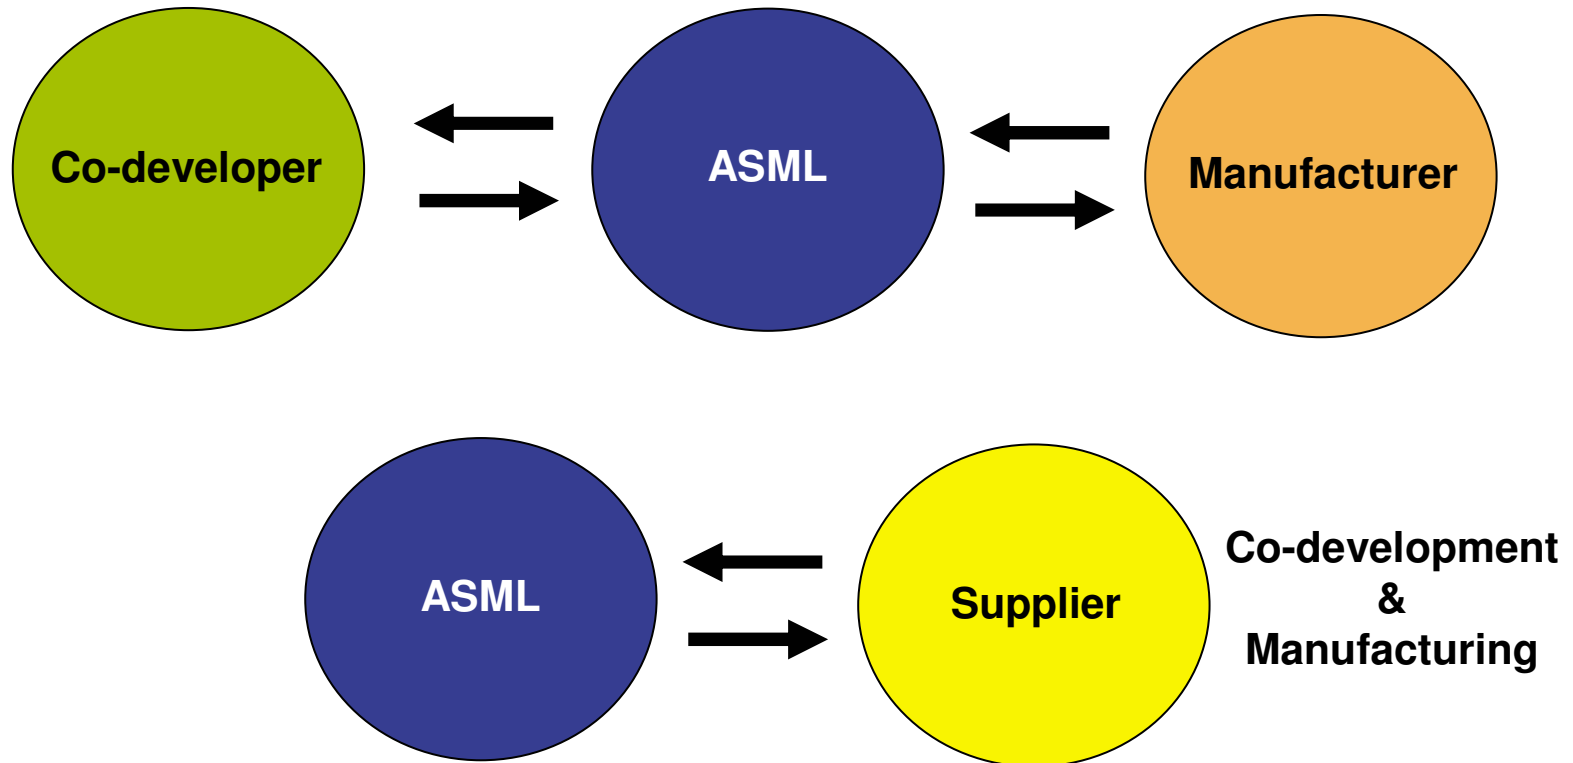 Co-developer
ASML
Manufacturer
ASML
Supplier
Co-development
&
Manufacturing